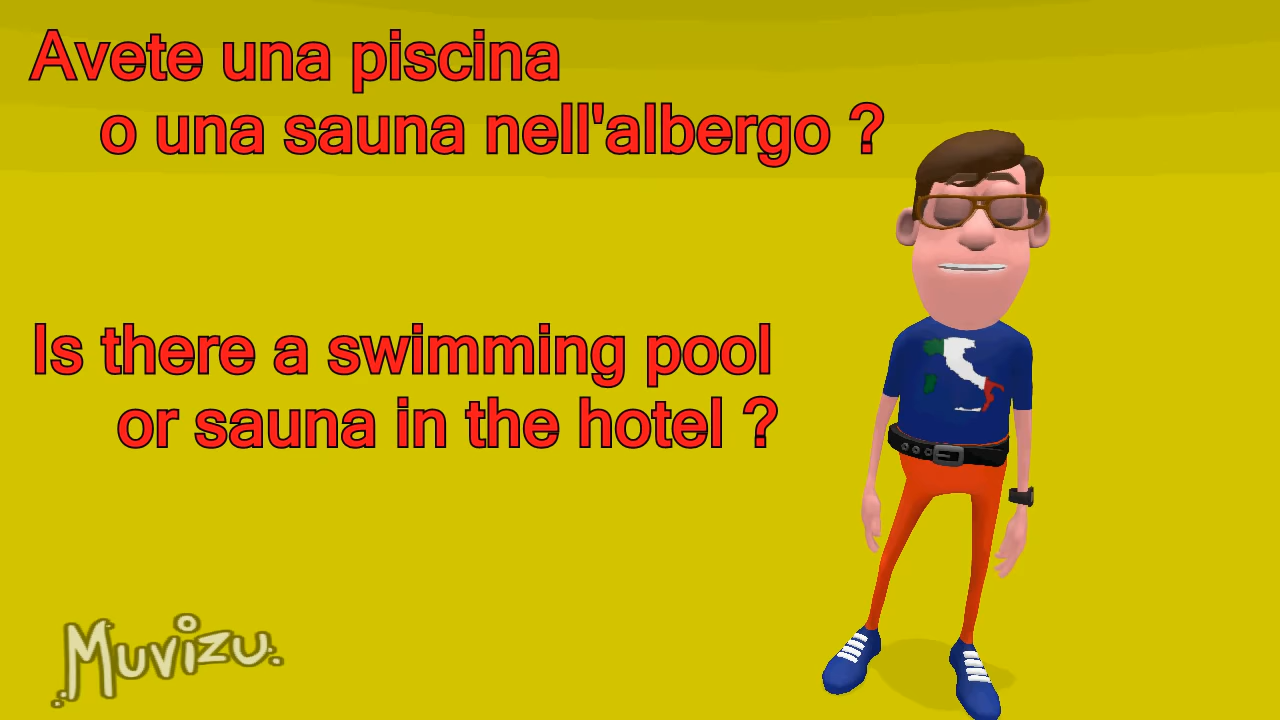 Avete una piscina
o una sauna nell'albergo ?
Is there a swimming pool
or sauna in the hotel ?
Muvizu.